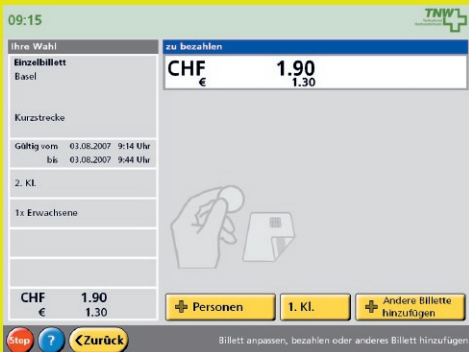 09:15
TNW
Ihre Wahl
zu bezahlen
Einzelbillett
Basel
CHF 1.90
€ 1.30
Kurzstrecke
Gültig vom 03.08.2007 9:14 Uhr
bis 03.08.2007 9:44 Uhr
2. Kl.
1x Erwachsene
CHF 1.90
€ 1.30
Personen
1. Kl.
Andere Billette
hinzufügen
Stop
?
Zurück
Billett anpassen, bezahlen oder anderes Billett hinzufügen